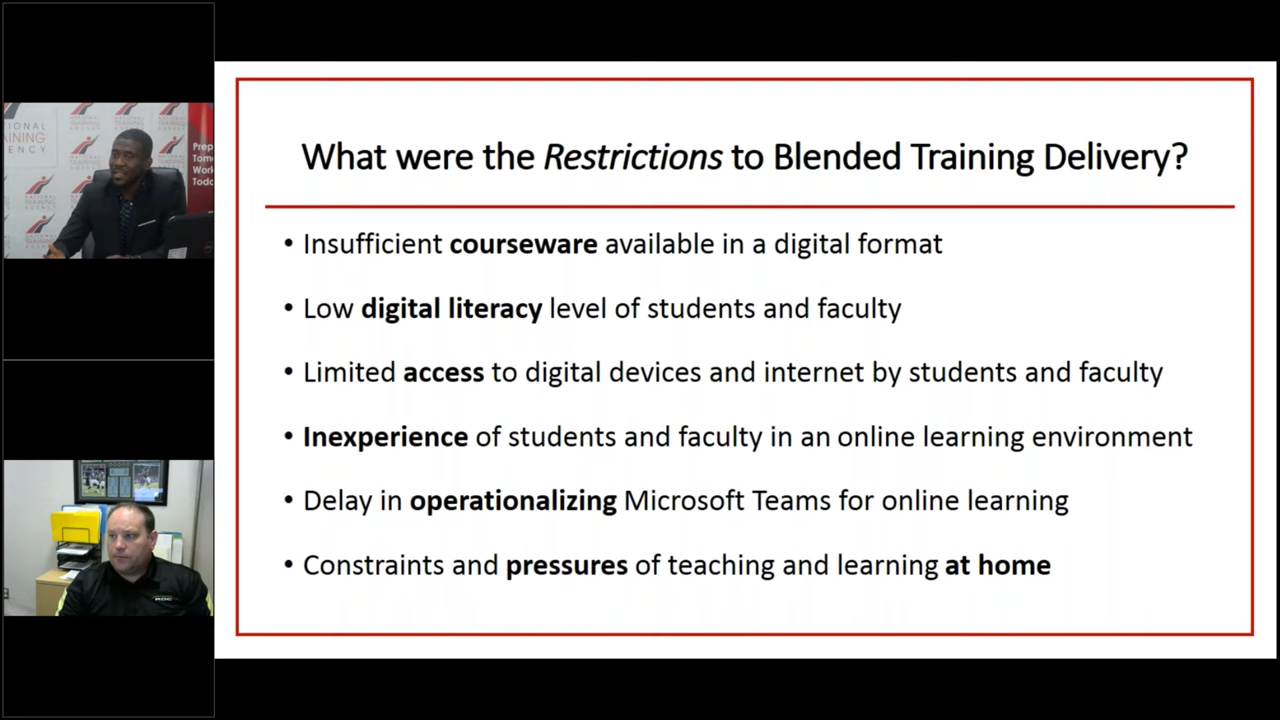 What were the Restrictions to Blended Training Delivery?
• Insufficient courseware available in a digital format
• Low digital literacy level of students and faculty
• Limited access to digital devices and internet by students and faculty
• Inexperience of students and faculty in an online learning environment
• Delay in operationalizing Microsoft Teams for online learning
• Constraints and pressures of teaching and learning at home
NATIONAL
TRAINING
AGENCY